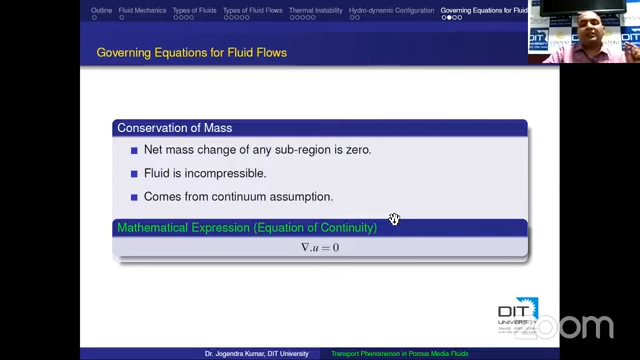 Outline Fluid Mechanics Types of Fluids Types of Fluid Flows Thermal Instability Hydro-dynamic Configuration Governing Equations for Fluid
Governing Equations for Fluid Flows
Conservation of Mass
Net mass change of any sub-region is zero.
Fluid is incompressible.
Comes from continuum assumption.
Mathematical Expression (Equation of Continuity)
∇.u = 0
DIT
UNIVERSITY
zoom
Dr. Jogendra Kumar, DIT University Transport Phenomenon in Porous Media Fluids